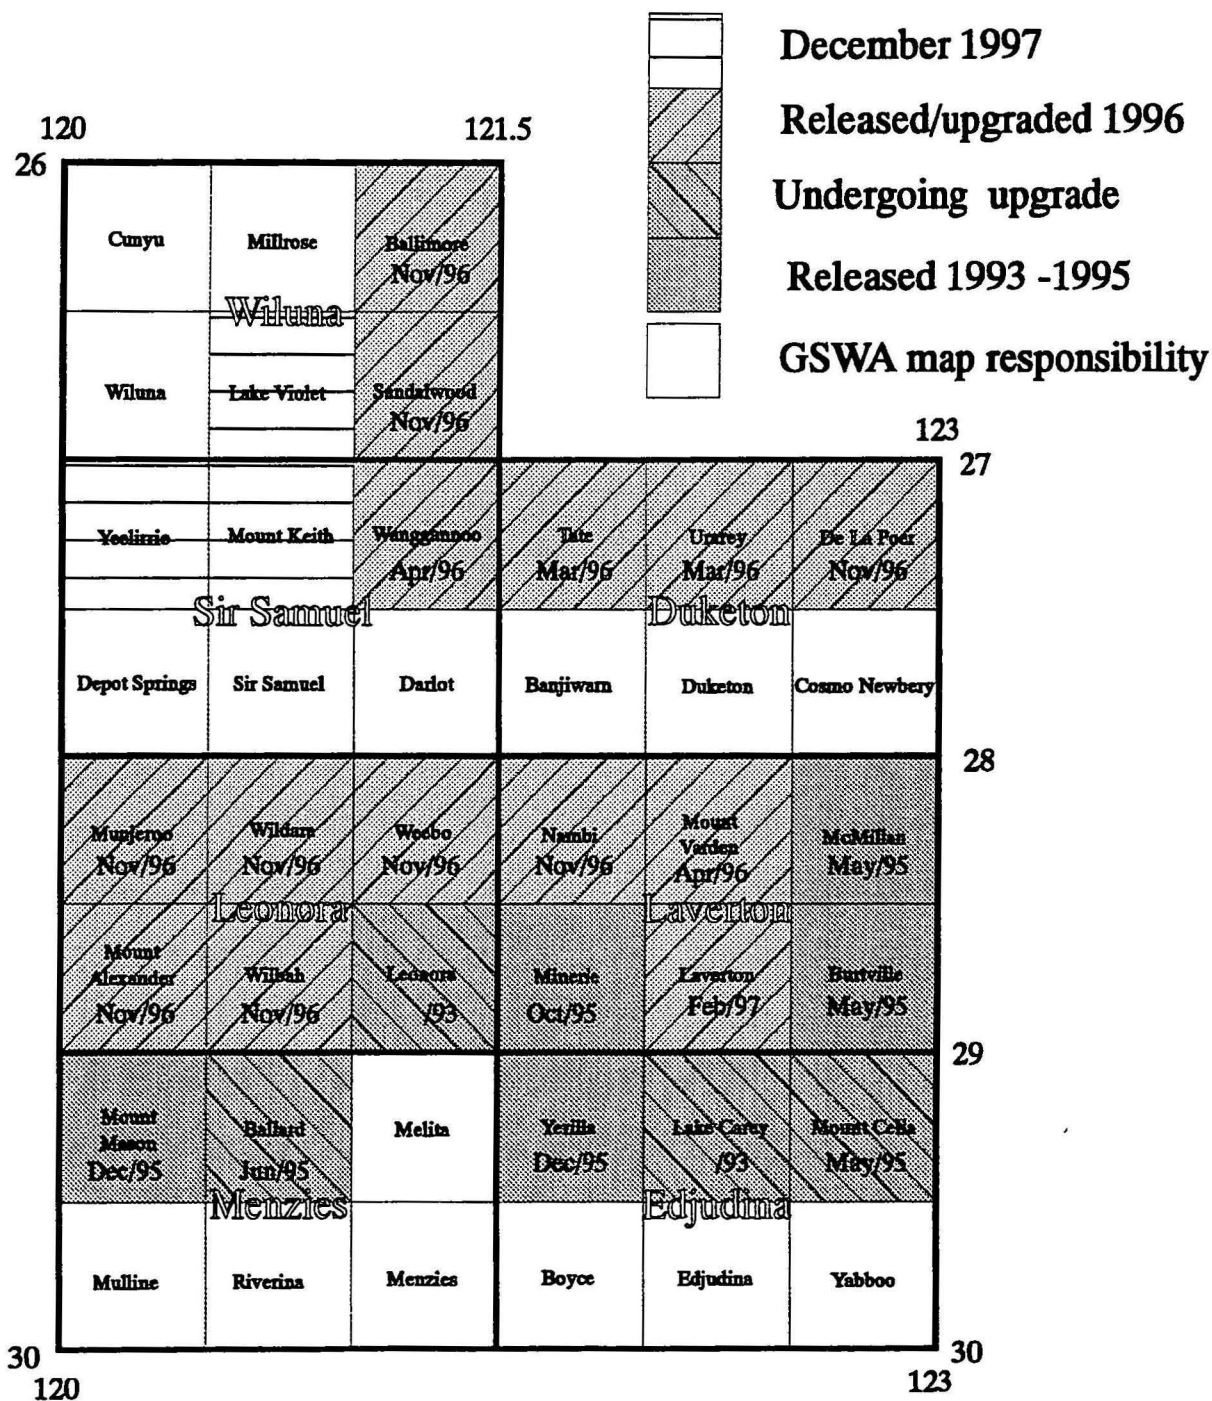 December 1997
Released/upgraded 1996
Undergoing upgrade
Released 1993 -1995
GSWA map responsibility
120
121.5
26
Cunyu
Millrose
Ballimore
Nov/96
Wiluna
Wiluna
Lake Violet
Sandalwood
Nov/96
123
27
Yeelirrie
Mount Keith
Wanggannoo
Apr/96
Tate
Mar/96
Urarey
Mar/96
De La Poer
Nov/96
Sir Samuel
Duketon
Depot Springs
Sir Samuel
Darlot
Banjiwarn
Duketon
Cosmo Newbery
28
Munjeroo
Nov/96
Wildara
Nov/96
Weebo
Nov/96
Nambi
Nov/96
Mount
Varden
Apr/96
McMillan
May/95
Leonora
Laverton
Mount
Alexander
Nov/96
Wilbah
Nov/96
Leonora
/93
Minerie
Oct/95
Laverton
Feb/97
Burtville
May/95
29
Mount
Mason
Dec/95
Ballard
Jun/95
Melita
Yerilla
Dec/95
Lake Carey
/93
Mount Celia
May/95
Menzies
Edjudina
Mulline
Riverina
Menzies
Boyce
Edjudina
Yabboo
30
30
120
123